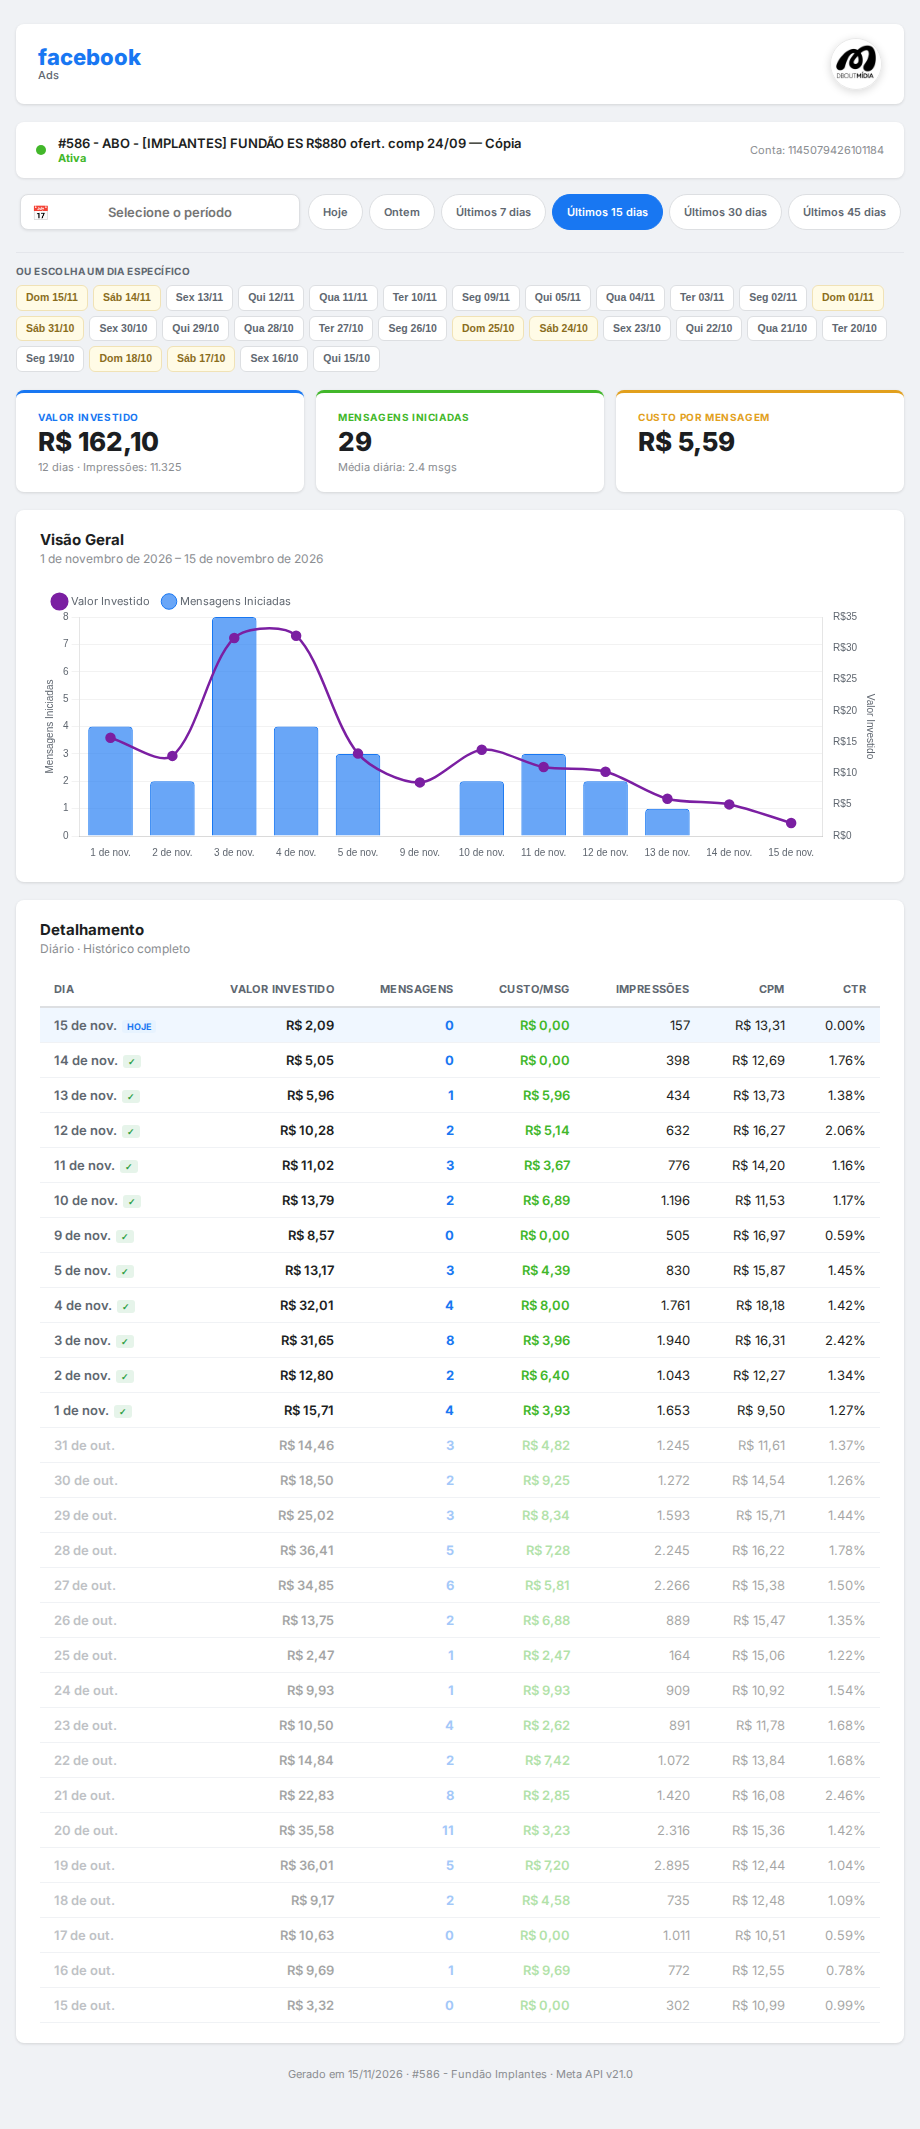 facebook
Ads
DBOUTMÍDIA
#586 - ABO - [IMPLANTES] FUNDÃO ES R$880 ofert. comp 24/09 — Cópia
Ativa
Conta: 1145079426101184
Selecione o período
Hoje
Ontem
Últimos 7 dias
Últimos 15 dias
Últimos 30 dias
Últimos 45 dias
OU ESCOLHA UM DIA ESPECÍFICO
Dom 15/11 Sáb 14/11 Sex 13/11 Qui 12/11 Qua 11/11 Ter 10/11 Seg 09/11 Qui 05/11 Qua 04/11 Ter 03/11 Seg 02/11 Dom 01/11
Sáb 31/10 Sex 30/10 Qui 29/10 Qua 28/10 Ter 27/10 Seg 26/10 Dom 25/10 Sáb 24/10 Sex 23/10 Qui 22/10 Qua 21/10 Ter 20/10
Seg 19/10 Dom 18/10 Sáb 17/10 Sex 16/10 Qui 15/10
VALOR INVESTIDO
R$ 162,10
12 dias · Impressões: 11.325
MENSAGENS INICIADAS
29
Média diária: 2.4 msgs
CUSTO POR MENSAGEM
R$ 5,59
Visão Geral
1 de novembro de 2026 – 15 de novembro de 2026
Valor Investido Mensagens Iniciadas
Mensagens Iniciadas
8
7
6
5
4
3
2
1
0
R$35
R$30
R$25
R$20
R$15
R$10
R$5
R$0
Valor Investido
1 de nov. 2 de nov. 3 de nov. 4 de nov. 5 de nov. 9 de nov. 10 de nov. 11 de nov. 12 de nov. 13 de nov. 14 de nov. 15 de nov.
Detalhamento
Diário · Histórico completo
DIA VALOR INVESTIDO MENSAGENS CUSTO/MSG IMPRESSÕES CPM CTR
15 de nov. HOJE R$ 2,09 0 R$ 0,00 157 R$ 13,31 0.00%
14 de nov. ✓ R$ 5,05 0 R$ 0,00 398 R$ 12,69 1.76%
13 de nov. ✓ R$ 5,96 1 R$ 5,96 434 R$ 13,73 1.38%
12 de nov. ✓ R$ 10,28 2 R$ 5,14 632 R$ 16,27 2.06%
11 de nov. ✓ R$ 11,02 3 R$ 3,67 776 R$ 14,20 1.16%
10 de nov. ✓ R$ 13,79 2 R$ 6,89 1.196 R$ 11,53 1.17%
9 de nov. ✓ R$ 8,57 0 R$ 0,00 505 R$ 16,97 0.59%
5 de nov. ✓ R$ 13,17 3 R$ 4,39 830 R$ 15,87 1.45%
4 de nov. ✓ R$ 32,01 4 R$ 8,00 1.761 R$ 18,18 1.42%
3 de nov. ✓ R$ 31,65 8 R$ 3,96 1.940 R$ 16,31 2.42%
2 de nov. ✓ R$ 12,80 2 R$ 6,40 1.043 R$ 12,27 1.34%
1 de nov. ✓ R$ 15,71 4 R$ 3,93 1.653 R$ 9,50 1.27%
31 de out. R$ 14,46 3 R$ 4,82 1.245 R$ 11,61 1.37%
30 de out. R$ 18,50 2 R$ 9,25 1.272 R$ 14,54 1.26%
29 de out. R$ 25,02 3 R$ 8,34 1.593 R$ 15,71 1.44%
28 de out. R$ 36,41 5 R$ 7,28 2.245 R$ 16,22 1.78%
27 de out. R$ 34,85 6 R$ 5,81 2.266 R$ 15,38 1.50%
26 de out. R$ 13,75 2 R$ 6,88 889 R$ 15,47 1.35%
25 de out. R$ 2,47 1 R$ 2,47 164 R$ 15,06 1.22%
24 de out. R$ 9,93 1 R$ 9,93 909 R$ 10,92 1.54%
23 de out. R$ 10,50 4 R$ 2,62 891 R$ 11,78 1.68%
22 de out. R$ 14,84 2 R$ 7,42 1.072 R$ 13,84 1.68%
21 de out. R$ 22,83 8 R$ 2,85 1.420 R$ 16,08 2.46%
20 de out. R$ 35,58 11 R$ 3,23 2.316 R$ 15,36 1.42%
19 de out. R$ 36,01 5 R$ 7,20 2.895 R$ 12,44 1.04%
18 de out. R$ 9,17 2 R$ 4,58 735 R$ 12,48 1.09%
17 de out. R$ 10,63 0 R$ 0,00 1.011 R$ 10,51 0.59%
16 de out. R$ 9,69 1 R$ 9,69 772 R$ 12,55 0.78%
15 de out. R$ 3,32 0 R$ 0,00 302 R$ 10,99 0.99%
Gerado em 15/11/2026 · #586 - Fundão Implantes · Meta API v21.0